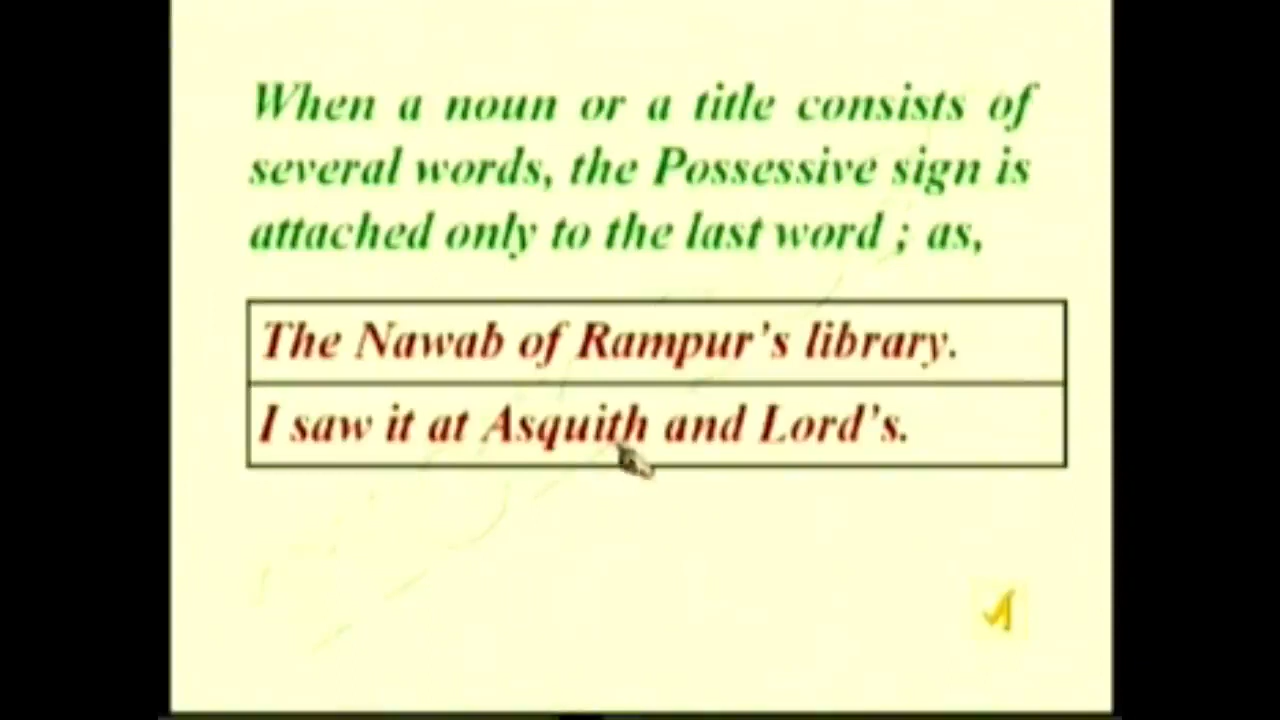 When a noun or a title consists of
several words, the Possessive sign is
attached only to the last word ; as,
The Nawab of Rampur’s library.
I saw it at Asquith and Lord’s.